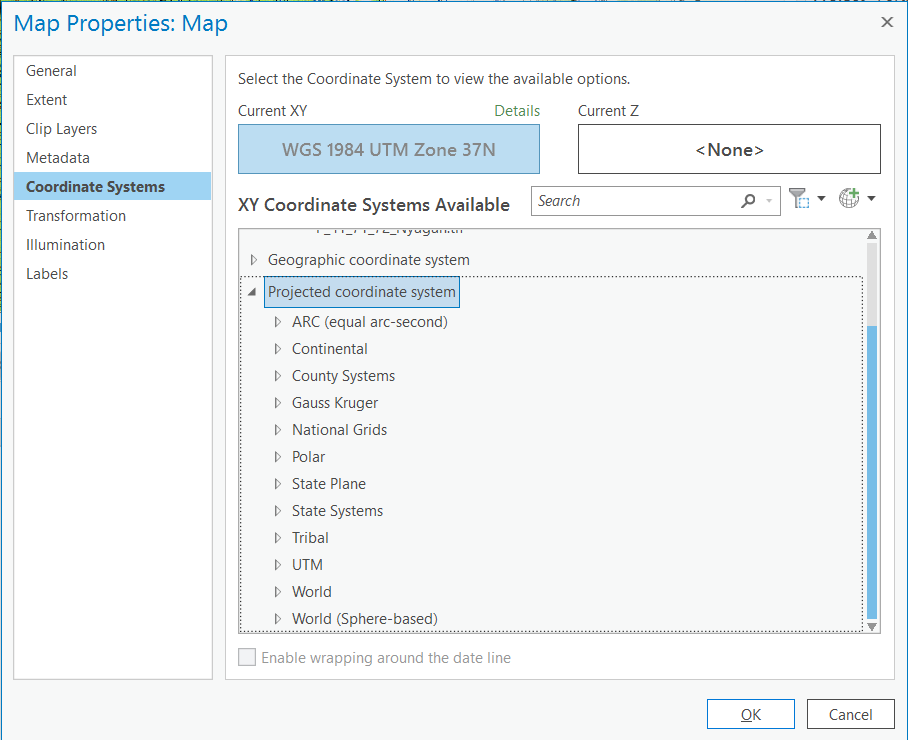 Map Properties: Map
General
Extent
Clip Layers
Metadata
Coordinate Systems
Transformation
Illumination
Labels
Select the Coordinate System to view the available options.
Current XY
Details
Current Z
WGS 1984 UTM Zone 37N
<None>
XY Coordinate Systems Available
Search
Geographic coordinate system
Projected coordinate system
ARC (equal arc-second)
Continental
County Systems
Gauss Kruger
National Grids
Polar
State Plane
State Systems
Tribal
UTM
World
World (Sphere-based)
Enable wrapping around the date line
OK
Cancel